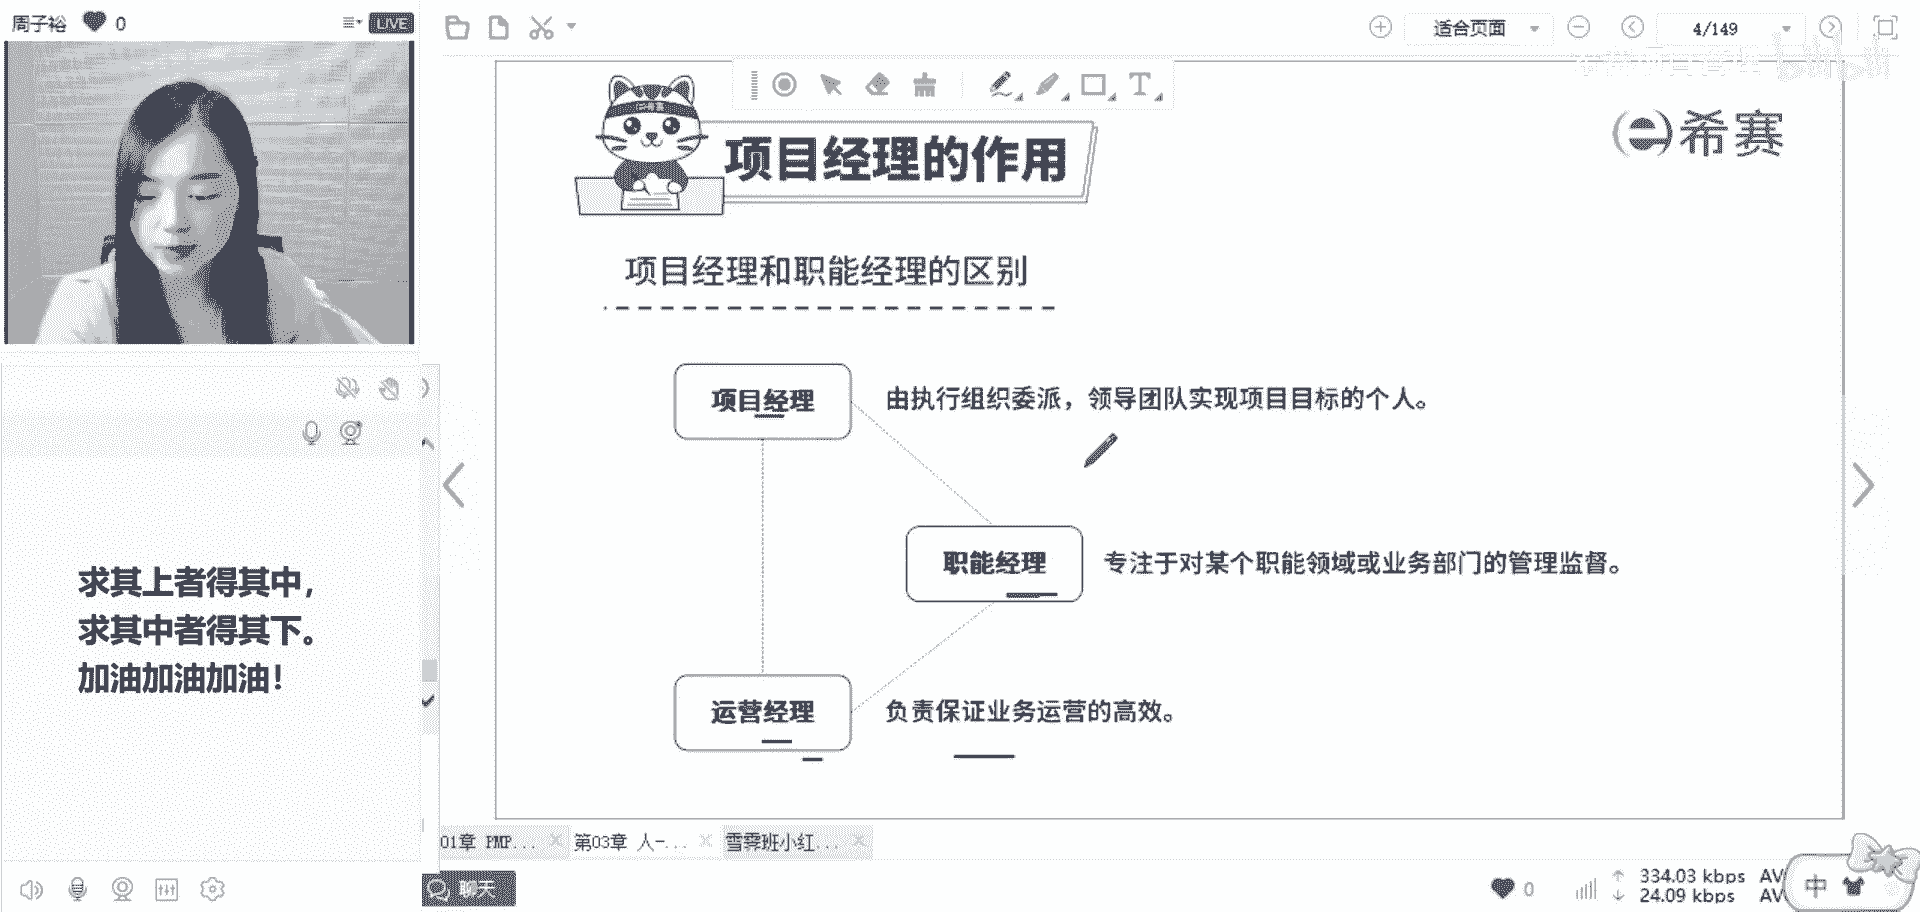 周子裕 0 LIVE
适合页面
4/149
希赛
项目经理的作用
项目经理和职能经理的区别
项目经理
由执行组织委派，领导团队实现项目目标的个人。
职能经理
专注于对某个职能领域或业务部门的管理监督。
运营经理
负责保证业务运营的高效。
求其上者得其中，
求其中者得其下。
加油加油加油！
01章 PMP... 第03章 人-... 雪霁班小红...
聊天
0
334.03 kbps AV
24.09 kbps AV
中